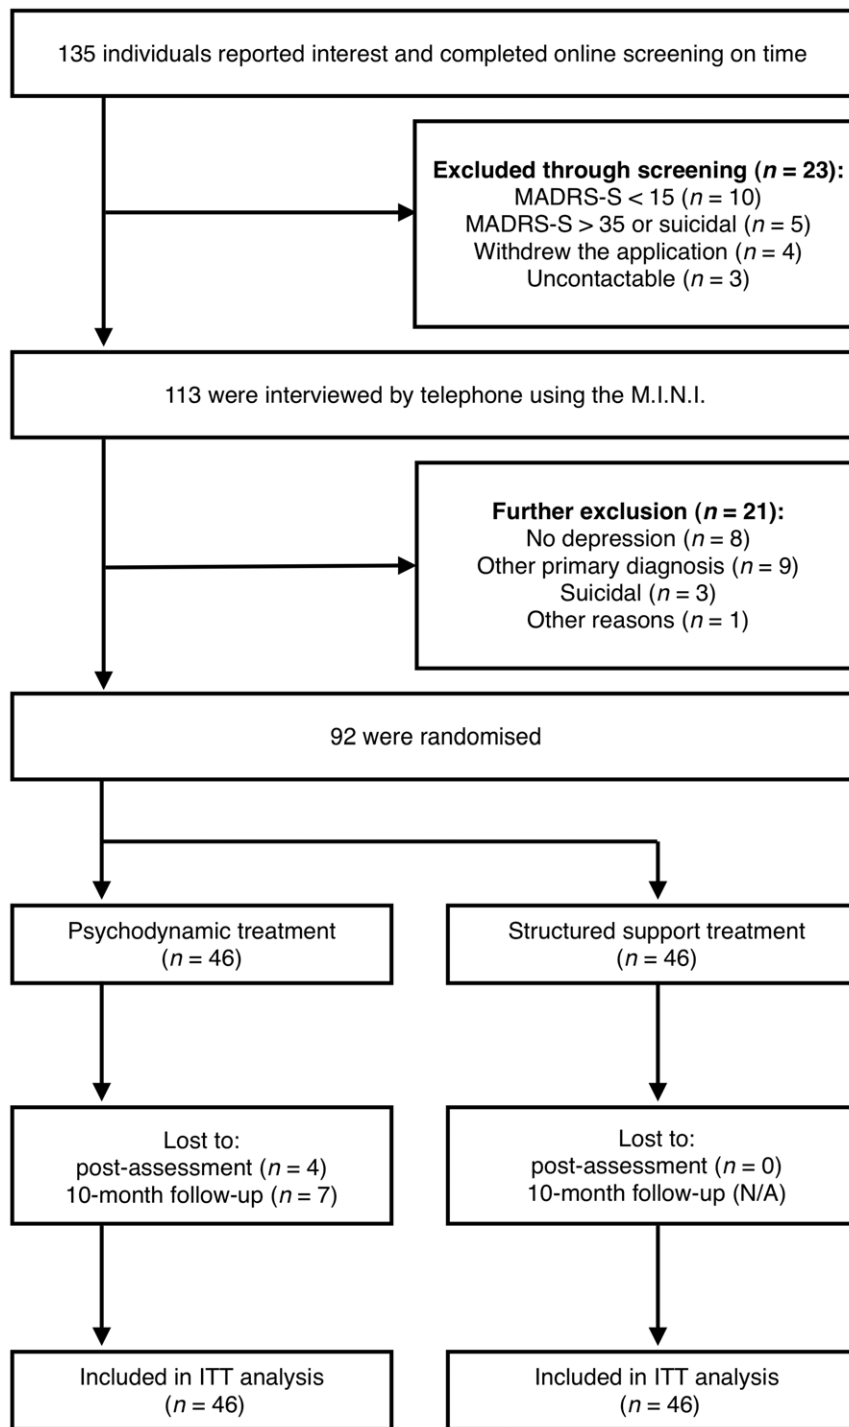 135 individuals reported interest and completed online screening on time
Excluded through screening (n = 23):
MADRS-S < 15 (n = 10)
MADRS-S > 35 or suicidal (n = 5)
Withdrew the application (n = 4)
Uncontactable (n = 3)
113 were interviewed by telephone using the M.I.N.I.
Further exclusion (n = 21):
No depression (n = 8)
Other primary diagnosis (n = 9)
Suicidal (n = 3)
Other reasons (n = 1)
92 were randomised
Psychodynamic treatment
(n = 46)
Structured support treatment
(n = 46)
Lost to:
post-assessment (n = 4)
10-month follow-up (n = 7)
Lost to:
post-assessment (n = 0)
10-month follow-up (N/A)
Included in ITT analysis
(n = 46)
Included in ITT analysis
(n = 46)